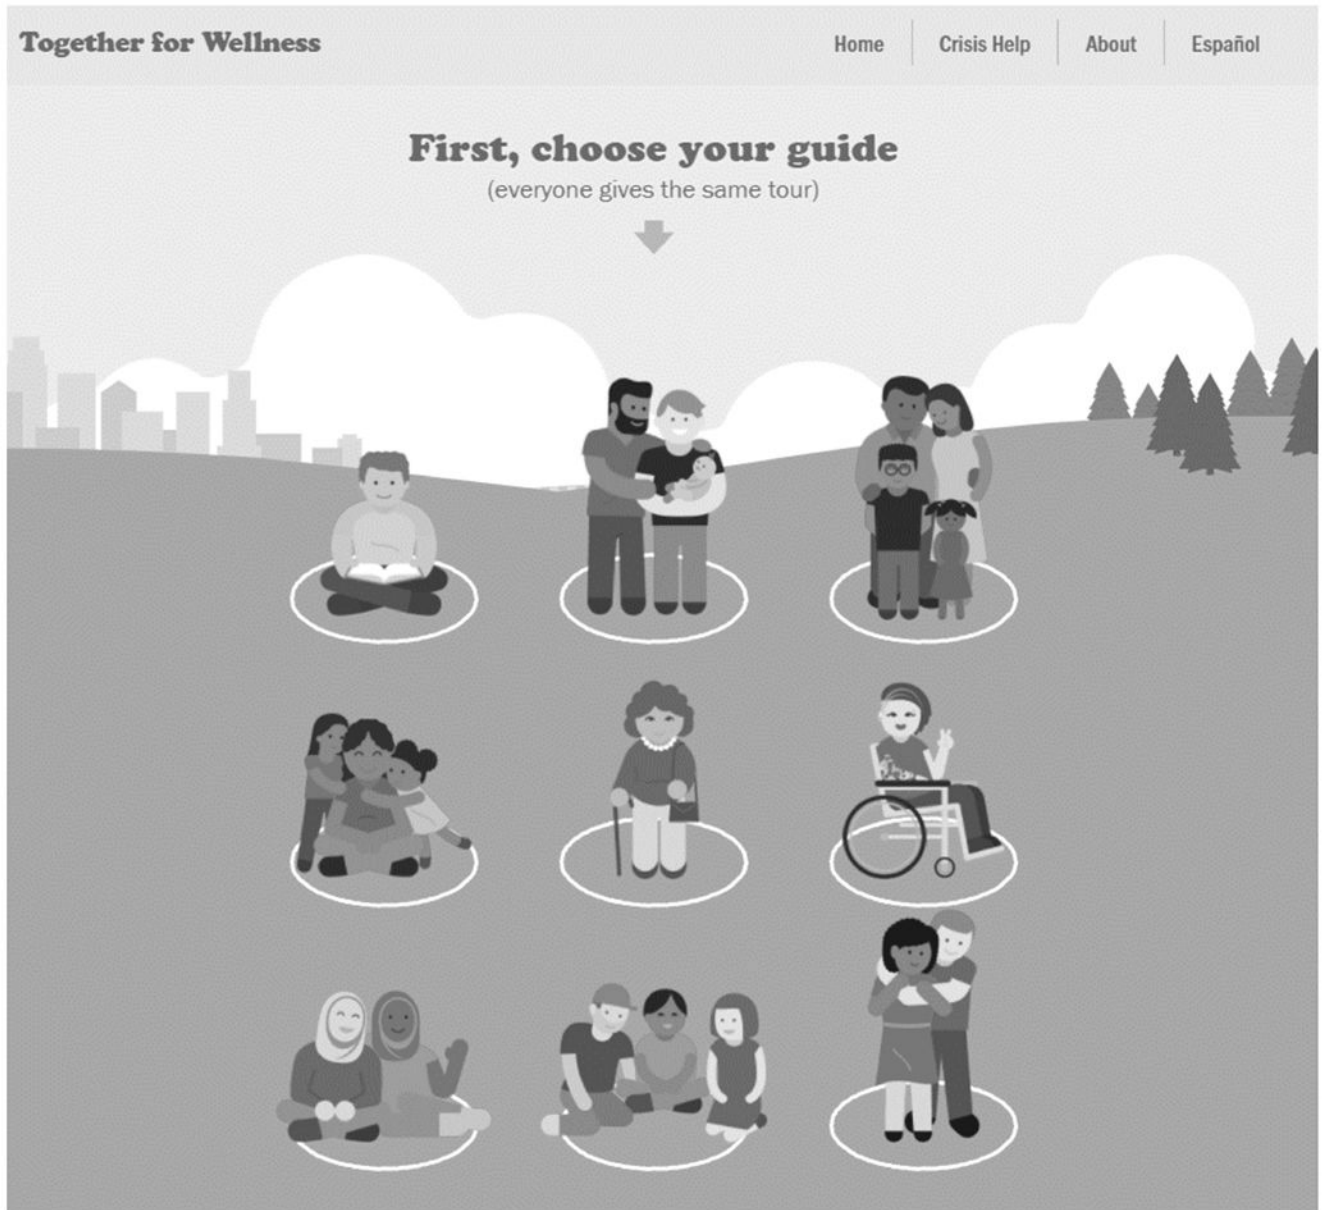 Together for Wellness
Home
Crisis Help
About
Español
First, choose your guide
(everyone gives the same tour)